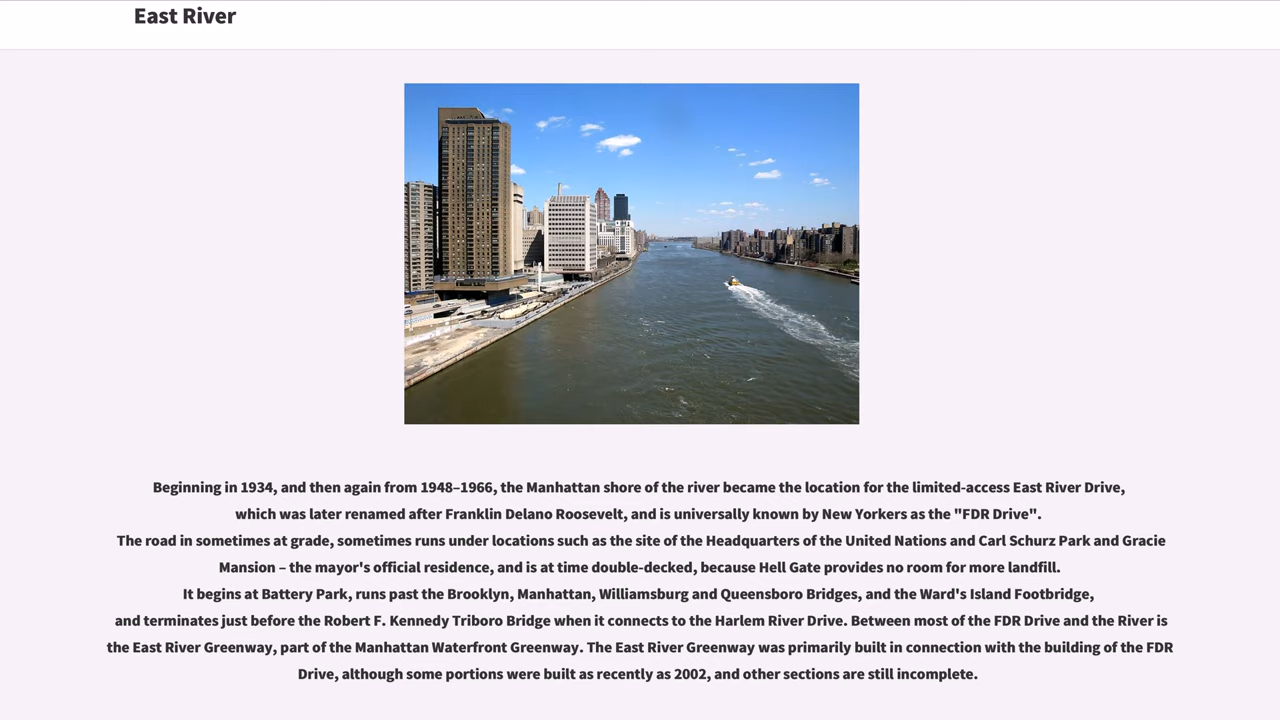 East River
Beginning in 1934, and then again from 1948–1966, the Manhattan shore of the river became the location for the limited-access East River Drive,
which was later renamed after Franklin Delano Roosevelt, and is universally known by New Yorkers as the "FDR Drive".
The road in sometimes at grade, sometimes runs under locations such as the site of the Headquarters of the United Nations and Carl Schurz Park and Gracie
Mansion – the mayor's official residence, and is at time double-decked, because Hell Gate provides no room for more landfill.
It begins at Battery Park, runs past the Brooklyn, Manhattan, Williamsburg and Queensboro Bridges, and the Ward's Island Footbridge,
and terminates just before the Robert F. Kennedy Triboro Bridge when it connects to the Harlem River Drive. Between most of the FDR Drive and the River is
the East River Greenway, part of the Manhattan Waterfront Greenway. The East River Greenway was primarily built in connection with the building of the FDR
Drive, although some portions were built as recently as 2002, and other sections are still incomplete.